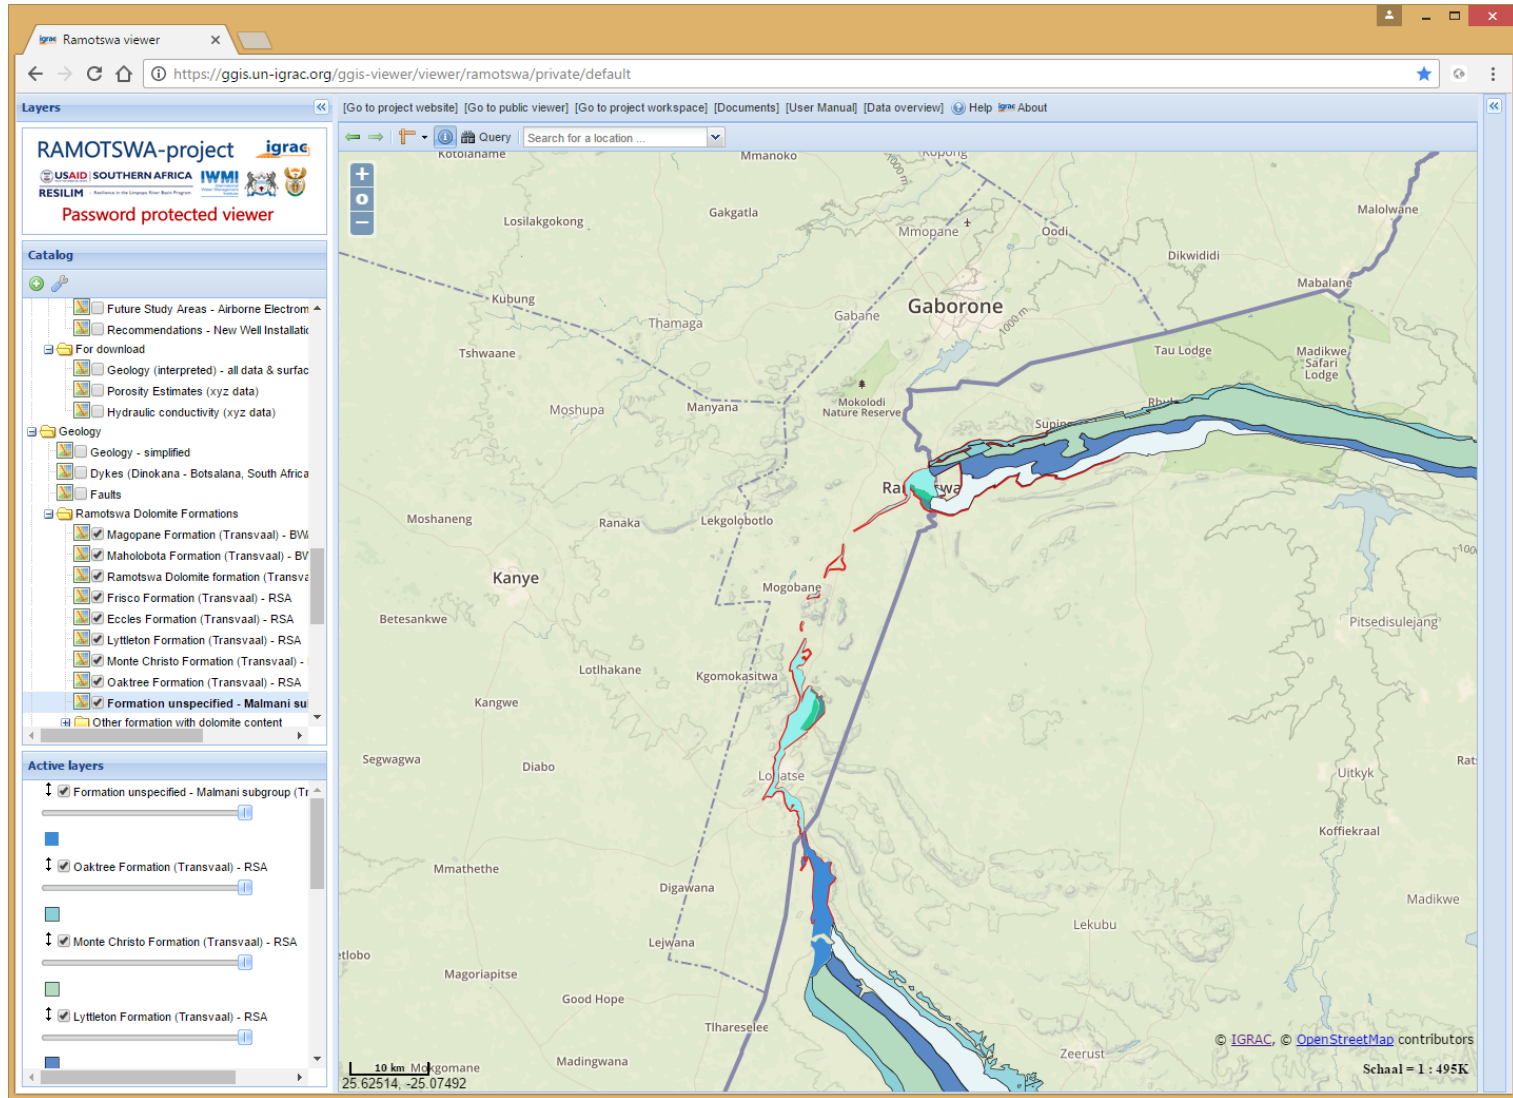 Ramotswa viewer
https://ggis.un-igrac.org/ggis-viewer/viewer/ramotswa/private/default
Layers
[Go to project website] [Go to public viewer] [Go to project workspace] [Documents] [User Manual] [Data overview] Help igrac About
Query
Search for a location ...
RAMOTSWA-project igrac
USAID SOUTHERN AFRICA IWMI
RESILIM
Password protected viewer
Catalog
Future Study Areas - Airborne Electrom
Recommendations - New Well Installatio
For download
Geology (interpreted) - all data & surfac
Porosity Estimates (xyz data)
Hydraulic conductivity (xyz data)
Geology
Geology - simplified
Dykes (Dinokana - Botsalana, South Africa
Faults
Ramotswa Dolomite Formations
Magopane Formation (Transvaal) - BW
Maholobota Formation (Transvaal) - BV
Ramotswa Dolomite formation (Transva
Frisco Formation (Transvaal) - RSA
Eccles Formation (Transvaal) - RSA
Lyttleton Formation (Transvaal) - RSA
Monte Christo Formation (Transvaal) -
Oaktree Formation (Transvaal) - RSA
Formation unspecified - Malmani su
Other formation with dolomite content
Active layers
Formation unspecified - Malmani subgroup (Tr
Oaktree Formation (Transvaal) - RSA
Monte Christo Formation (Transvaal) - RSA
Lyttleton Formation (Transvaal) - RSA
Kotolaname
Mmanoko
Kopong
1000 m
Losilakgokong
Gakgatla
Malolwane
Mmopane
Oodi
Dikwididi
Mabalane
Kubung
Gaborone
Thamaga
Gabane
1000 m
Tshwaane
Tau Lodge
Madikwe
Safari
Lodge
Moshupa
Manyana
Mokolodi
Nature Reserve
Moshaneng
Ranaka
Lekgolobotlo
Kanye
Mogobane
Betesankwe
Pitsedisulejang
Lotlhakane
Kgomokasitwa
Kangwe
Segwagwa
Diabo
Lobatse
Uitkyk
Rat
Koffiekraal
Mmathethe
Digawana
Madikwe
Lekubu
Lejwana
etlobo
Magoriapitse
Good Hope
Tlhareselee
Madingwana
Mokgomane
Zeerust
© IGRAC, © OpenStreetMap contributors
10 km
25.62514, -25.07492
Schaal = 1 : 495K